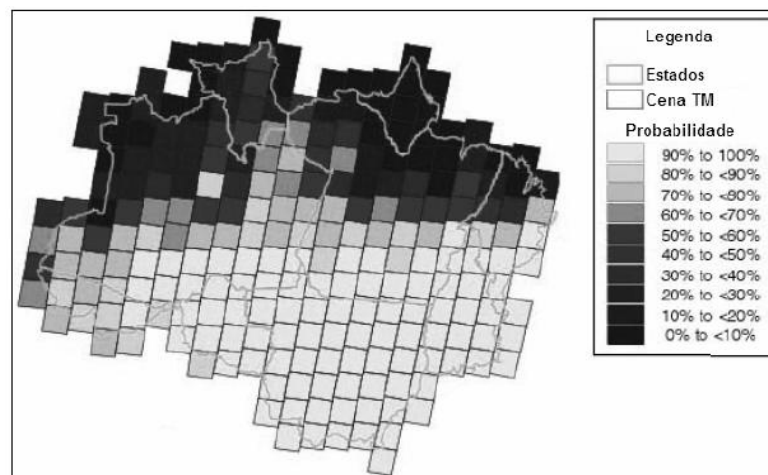 Legenda
Estados
Cena TM
Probabilidade
90% to 100%
80% to <90%
70% to <80%
60% to <70%
50% to <60%
40% to <50%
30% to <40%
20% to <30%
10% to <20%
0% to <10%